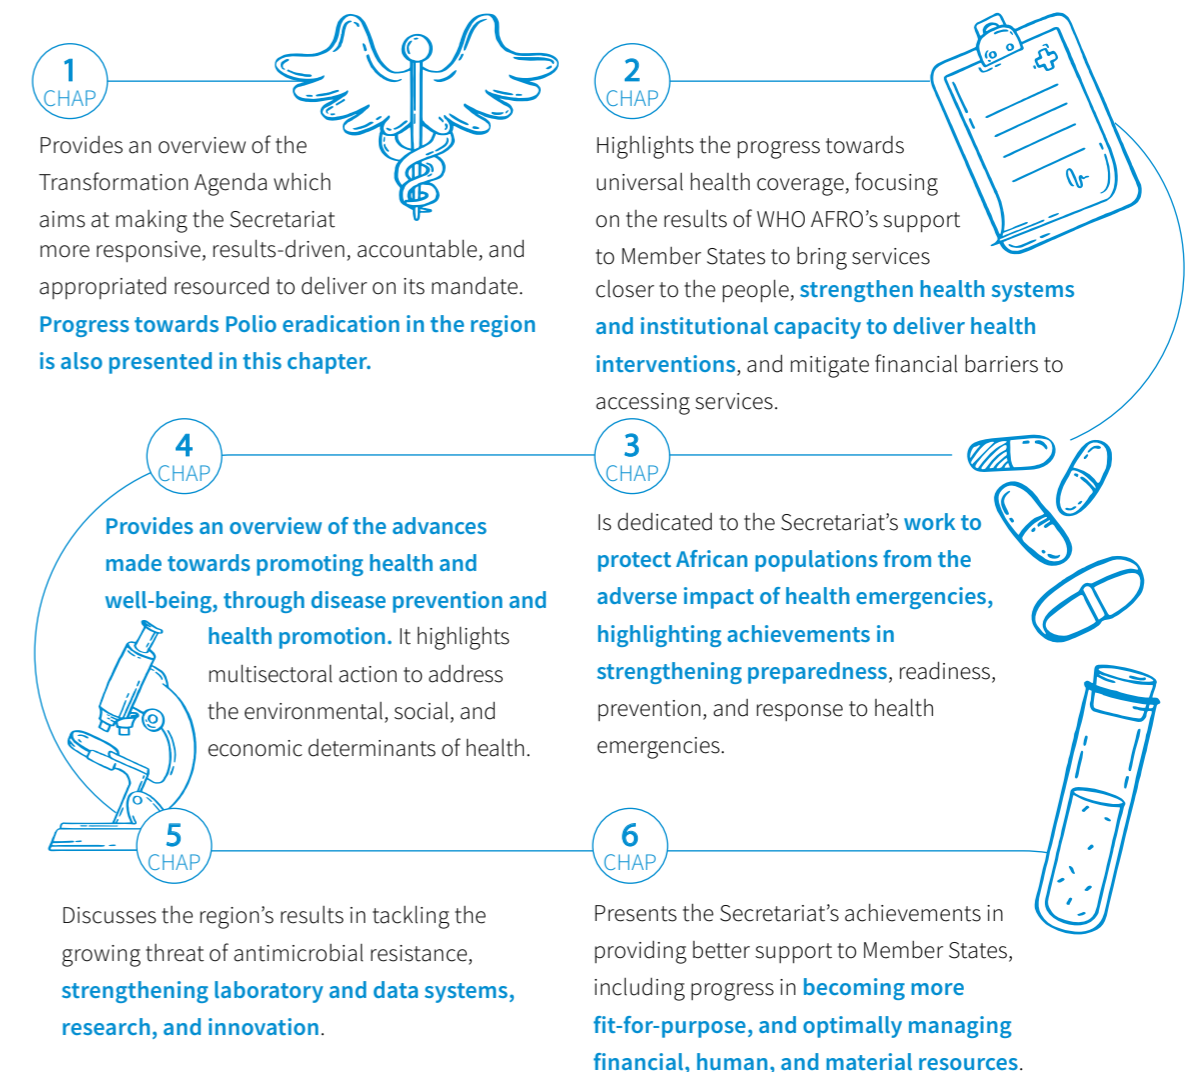 1
CHAP
Provides an overview of the
Transformation Agenda which
aims at making the Secretariat
more responsive, results-driven, accountable, and
appropriated resourced to deliver on its mandate.
Progress towards Polio eradication in the region
is also presented in this chapter.
2
CHAP
Highlights the progress towards
universal health coverage, focusing
on the results of WHO AFRO’s support
to Member States to bring services
closer to the people, strengthen health systems
and institutional capacity to deliver health
interventions, and mitigate financial barriers to
accessing services.
3
CHAP
Is dedicated to the Secretariat’s work to
protect African populations from the
adverse impact of health emergencies,
highlighting achievements in
strengthening preparedness, readiness,
prevention, and response to health
emergencies.
4
CHAP
Provides an overview of the advances
made towards promoting health and
well-being, through disease prevention and
health promotion. It highlights
multisectoral action to address
the environmental, social, and
economic determinants of health.
5
CHAP
Discusses the region’s results in tackling the
growing threat of antimicrobial resistance,
strengthening laboratory and data systems,
research, and innovation.
6
CHAP
Presents the Secretariat’s achievements in
providing better support to Member States,
including progress in becoming more
fit-for-purpose, and optimally managing
financial, human, and material resources.